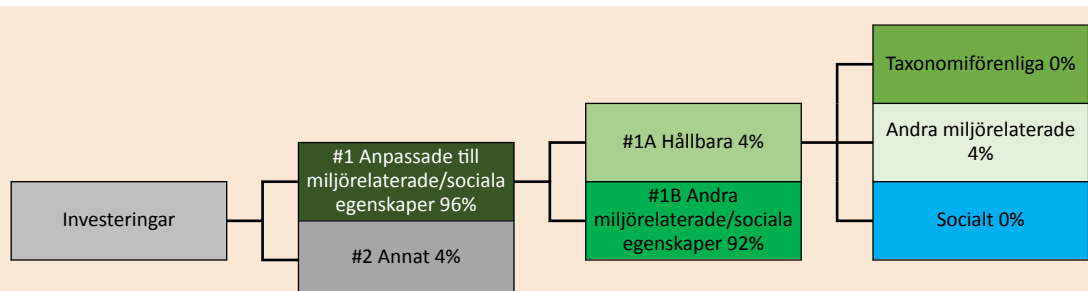 Investeringar
#1 Anpassade till
miljörelaterade/sociala
egenskaper 96%
#2 Annat 4%
#1A Hållbara 4%
#1B Andra
miljörelaterade/sociala
egenskaper 92%
Taxonomiförenliga 0%
Andra miljörelaterade
4%
Socialt 0%